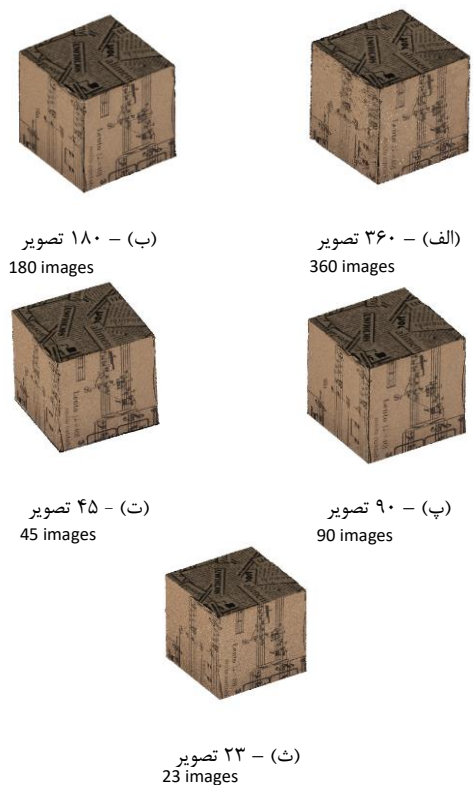 (الف) – ۳۶۰ تصویر
360 images
(ب) – ۱۸۰ تصویر
180 images
(پ) – ۹۰ تصویر
90 images
(ت) - ۴۵ تصویر
45 images
(ث) – ۲۳ تصویر
23 images